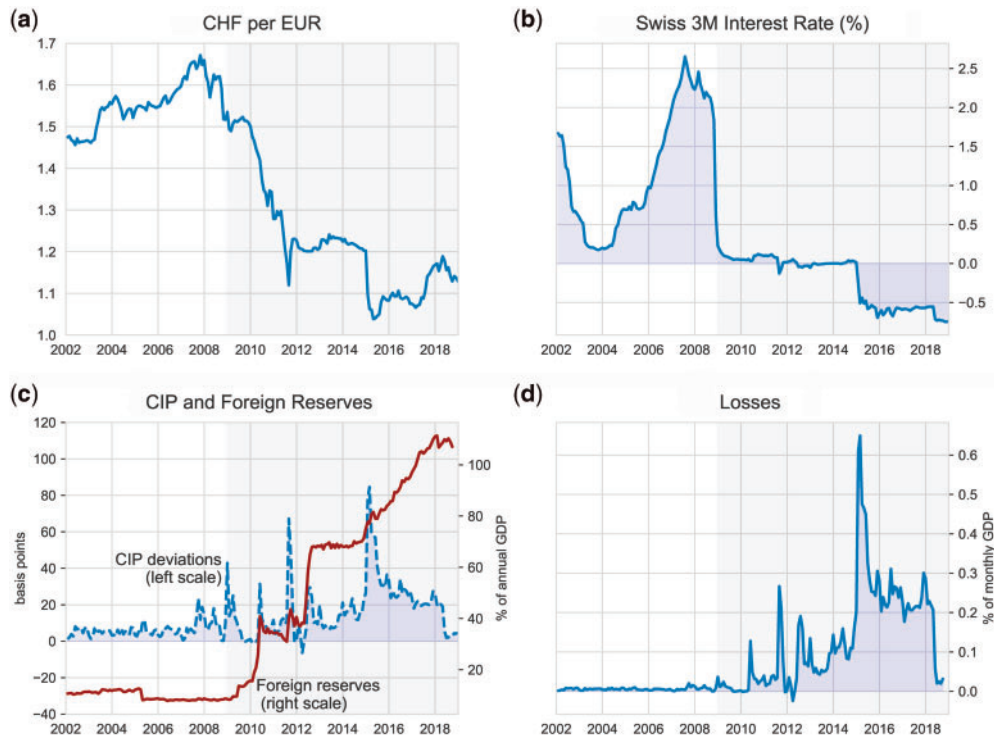 (a) CHF per EUR
1.7
1.6
1.5
1.4
1.3
1.2
1.1
1.0
2002 2004 2006 2008 2010 2012 2014 2016 2018
(b) Swiss 3M Interest Rate (%)
2.5
2.0
1.5
1.0
0.5
0.0
−0.5
2002 2004 2006 2008 2010 2012 2014 2016 2018
(c) CIP and Foreign Reserves
basis points
120
100
80
60
40
20
0
−20
−40
CIP deviations
(left scale)
Foreign reserves
(right scale)
100
80
60
40
20
% of annual GDP
2002 2004 2006 2008 2010 2012 2014 2016 2018
(d) Losses
0.6
0.5
0.4
0.3
0.2
0.1
0.0
% of monthly GDP
2002 2004 2006 2008 2010 2012 2014 2016 2018